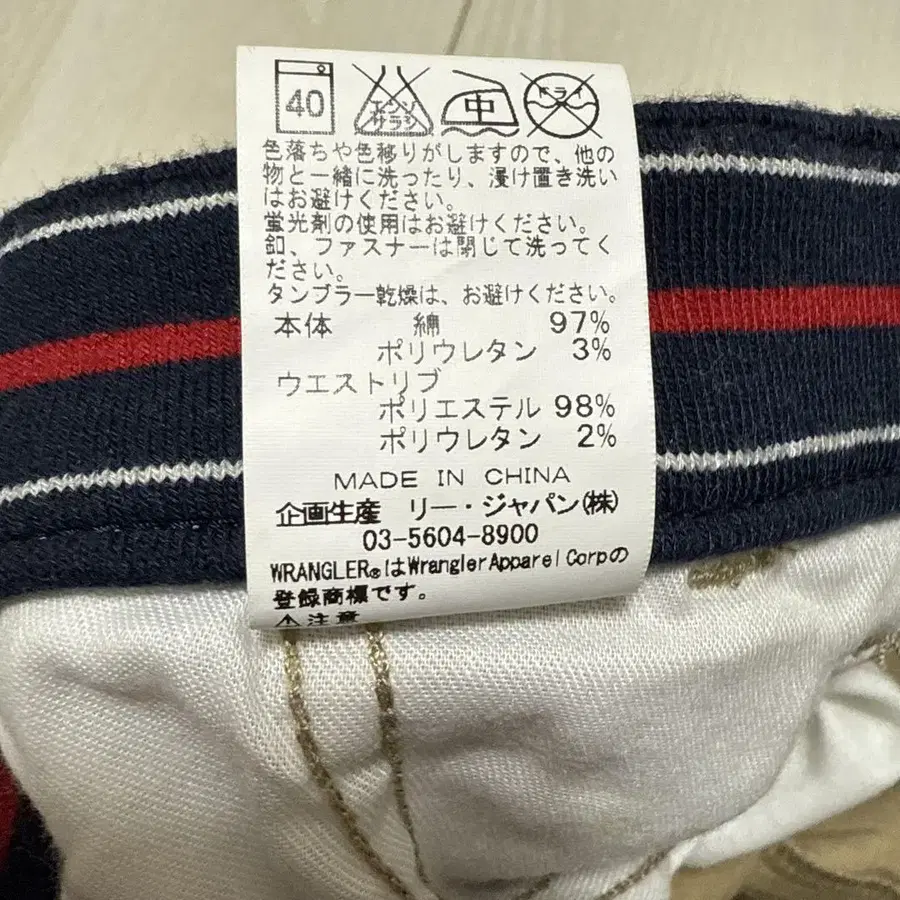 40
エンソ
サラシ
中
ドライ
色落ちや色移りがしますので、他の
物と一緒に洗ったり、浸け置き洗い
はお避けください。
蛍光剤の使用はお避けください。
釦、ファスナーは閉じて洗ってく
ださい。
タンブラー乾燥は、お避けください。
本体 綿 97%
ポリウレタン 3%
ウエストリブ
ポリエステル 98%
ポリウレタン 2%
MADE IN CHINA
企画生産 リー・ジャパン(株)
03-5604-8900
WRANGLER®はWrangler Apparel Corpの
登録商標です。
⚠注意